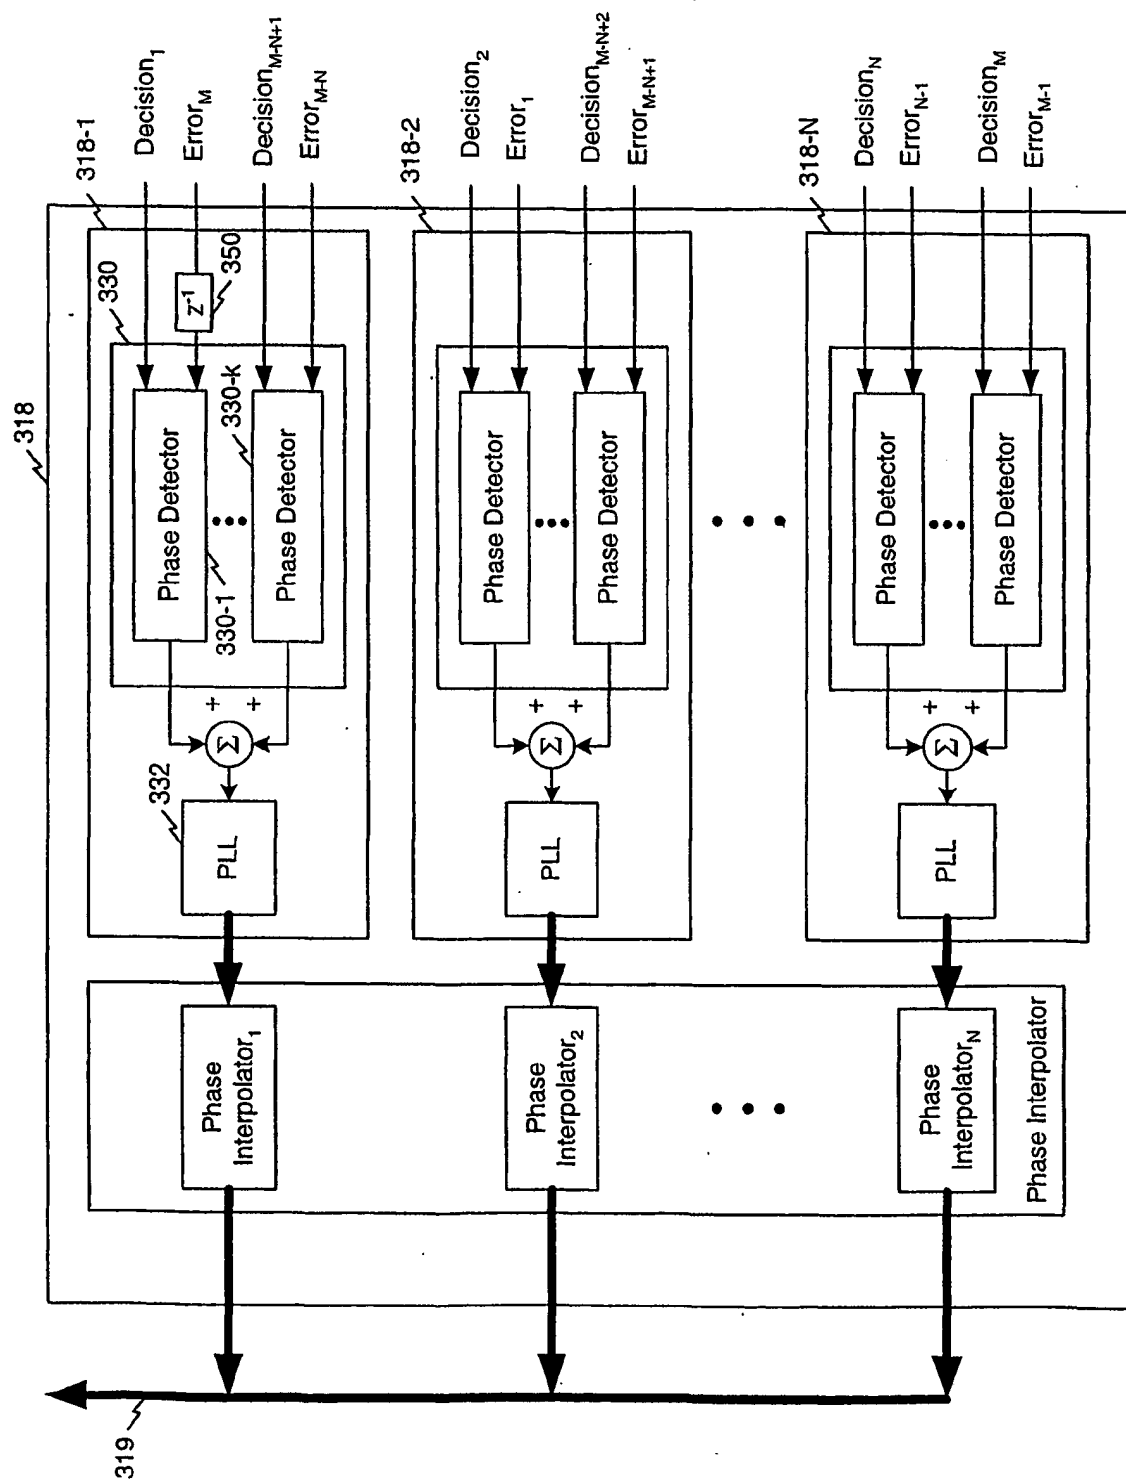 318
318-1
330
Decision1
ErrorM
Z-1
350
DecisionM-N+1
ErrorM-N
Phase Detector
330-1
330-k
Phase Detector
+
+
Σ
332
PLL
Phase
Interpolator1
318-2
Decision2
Error1
DecisionM-N+2
ErrorM-N+1
Phase Detector
Phase Detector
+
+
Σ
PLL
Phase
Interpolator2
318-N
DecisionN
ErrorN-1
DecisionM
ErrorM-1
Phase Detector
Phase Detector
+
+
Σ
PLL
Phase
InterpolatorN
Phase Interpolator
319